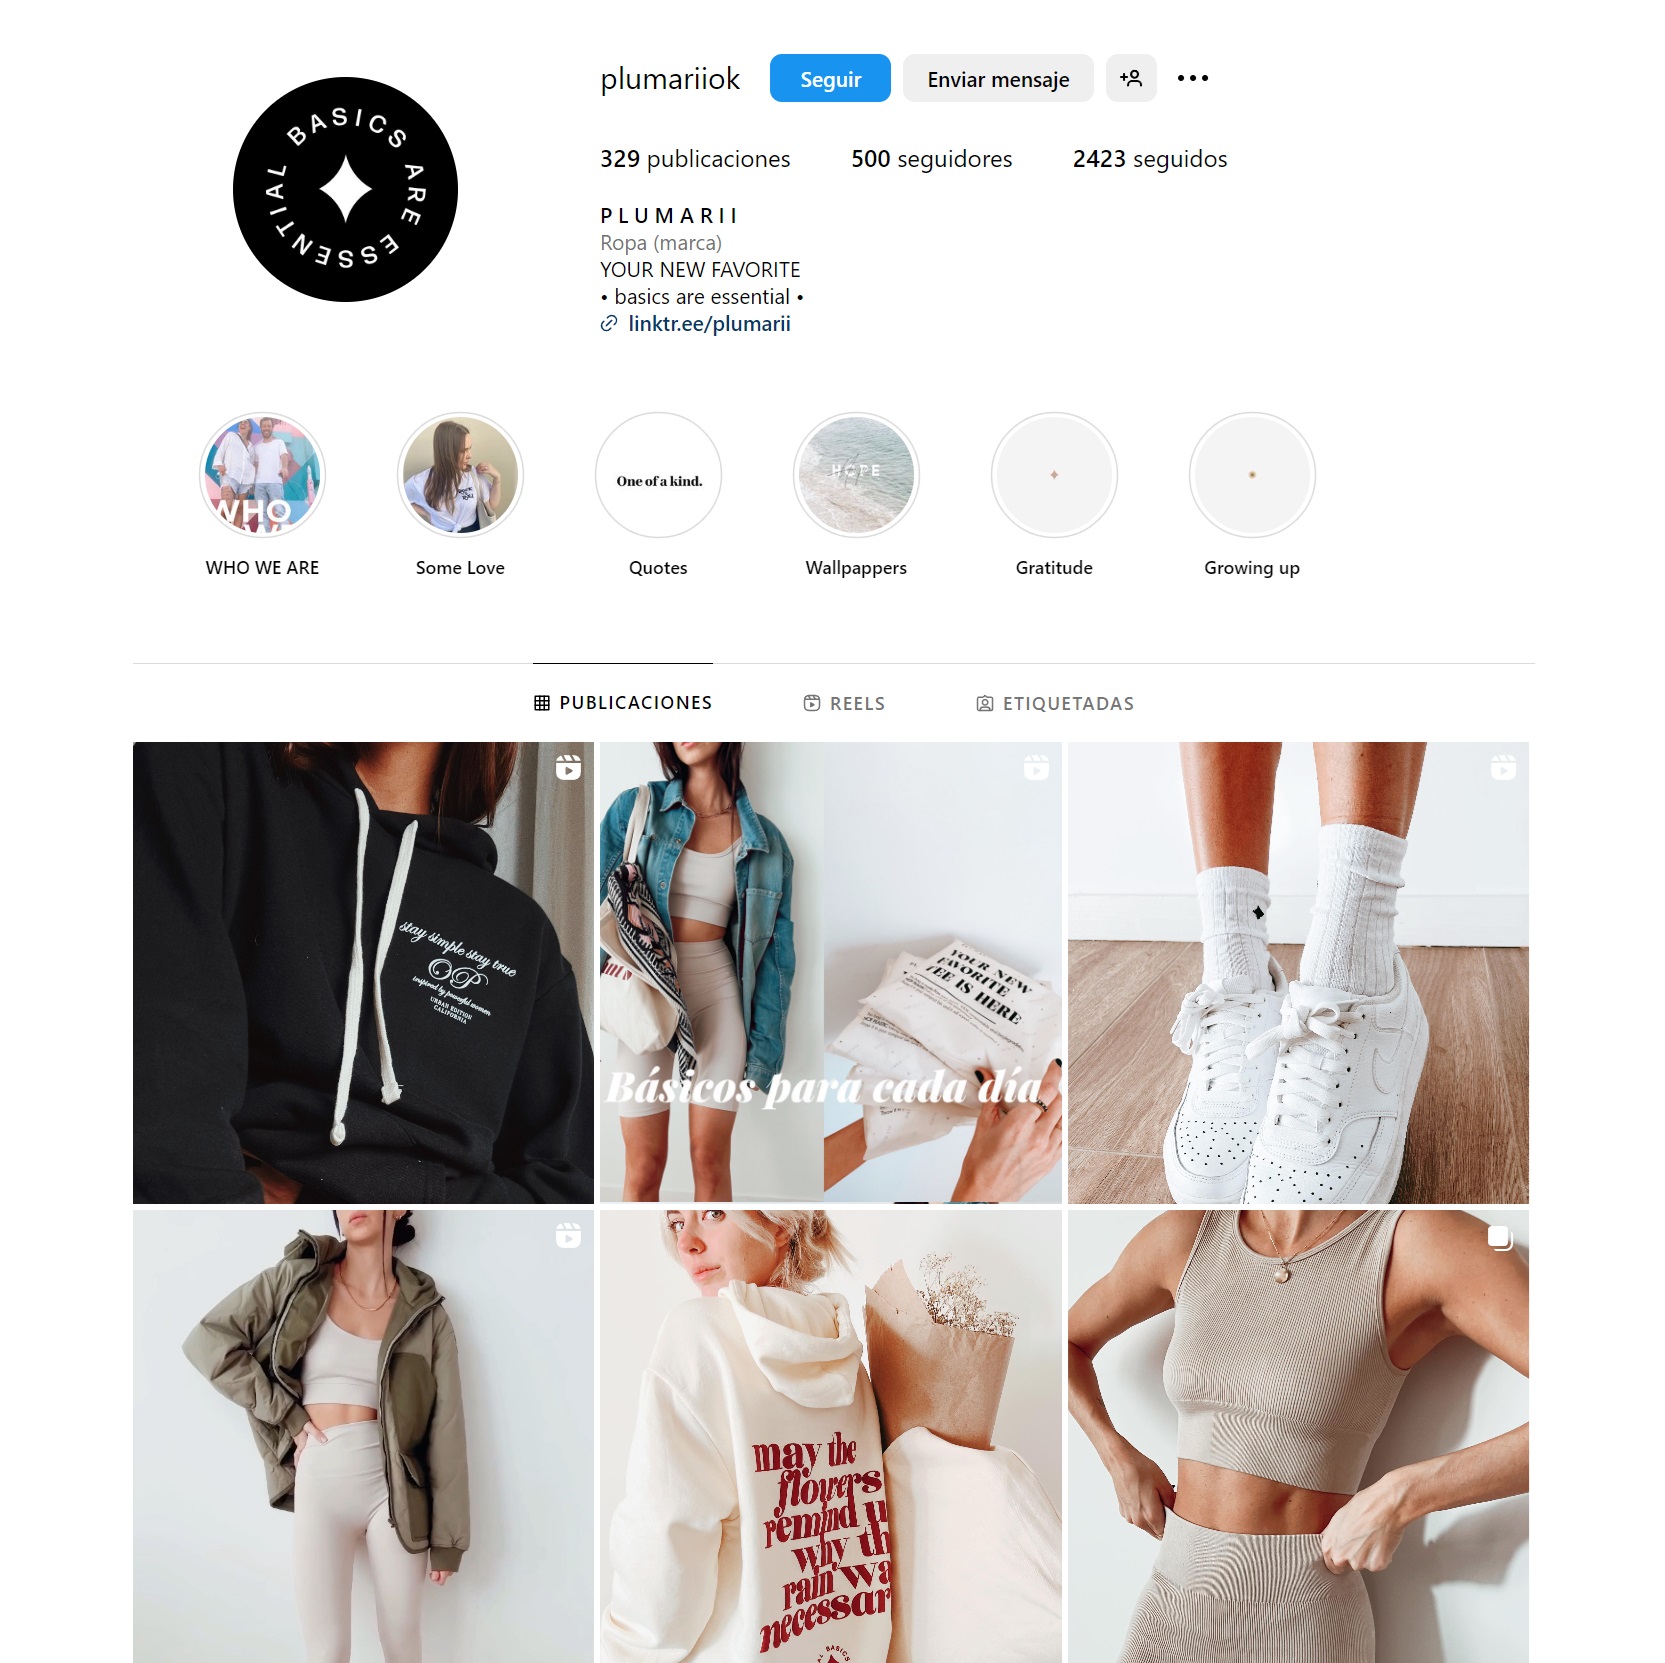 BASICS ARE ESSENTIAL
plumariiok
Seguir
Enviar mensaje
329 publicaciones
500 seguidores
2423 seguidos
P L U M A R I I
Ropa (marca)
YOUR NEW FAVORITE
• basics are essential •
linktr.ee/plumarii
WHO
WE
One of a kind.
HOPE
WHO WE ARE
Some Love
Quotes
Wallpappers
Gratitude
Growing up
PUBLICACIONES
REELS
ETIQUETADAS
stay simple stay true
OP
inspired by powerful women
URBAN EDITION
CALIFORNIA
YOUR NEW
FAVORITE
TEE IS HERE
Básicos para cada día
may the
flowers
remind u
why th
rain wa
necessar
AL BASICS